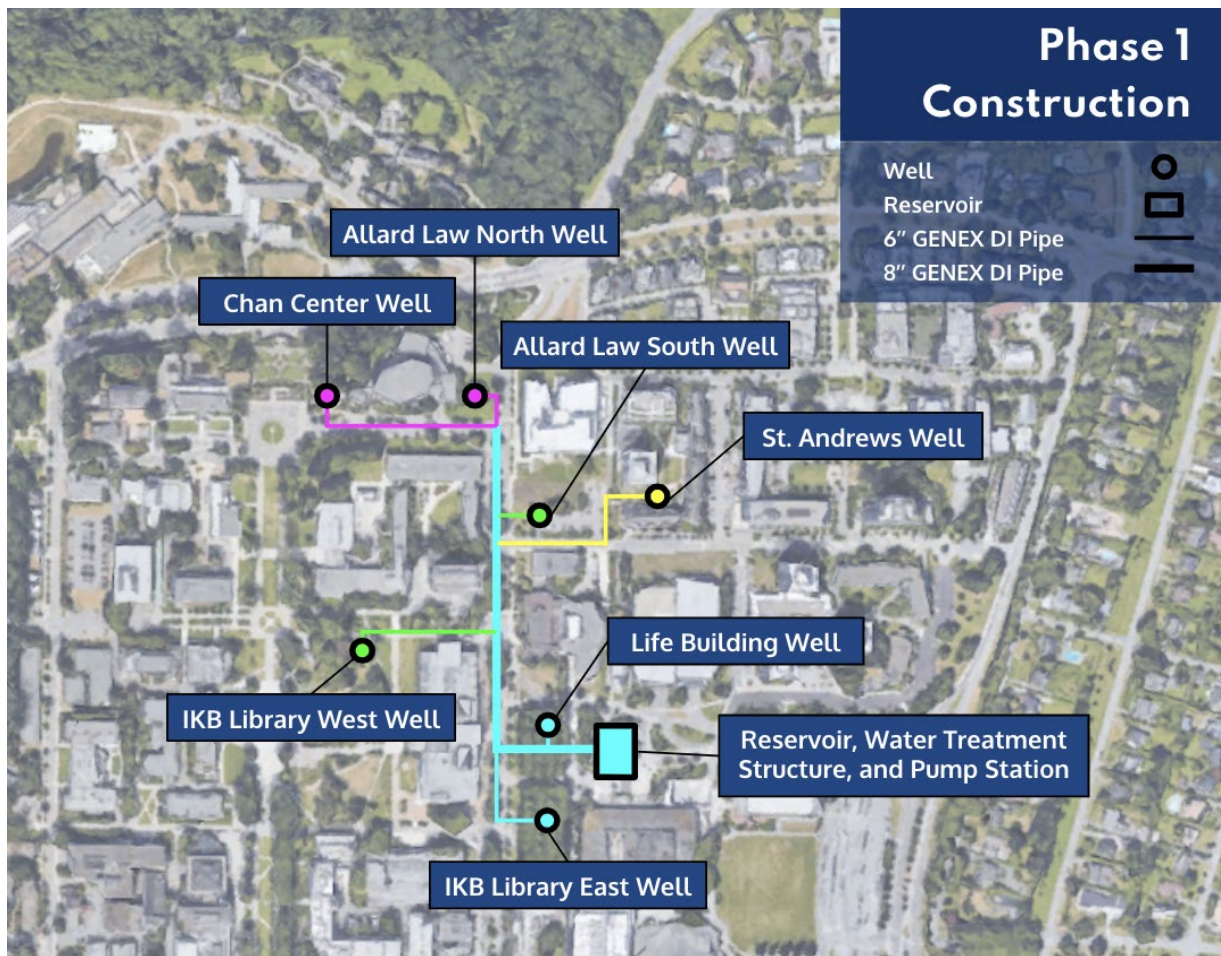 Phase 1
Construction
Well
Reservoir
6” GENEX DI Pipe
8” GENEX DI Pipe
Allard Law North Well
Chan Center Well
Allard Law South Well
St. Andrews Well
Life Building Well
IKB Library West Well
Reservoir, Water Treatment
Structure, and Pump Station
IKB Library East Well